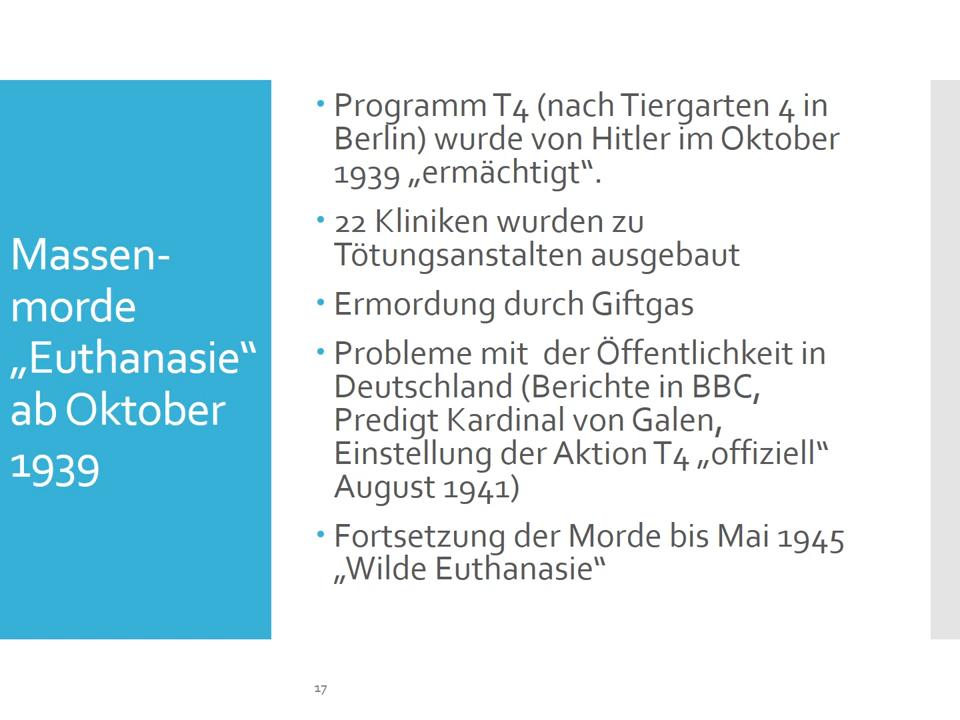 Massen-
morde
„Euthanasie“
ab Oktober
1939
• Programm T4 (nach Tiergarten 4 in
Berlin) wurde von Hitler im Oktober
1939 „ermächtigt“.
• 22 Kliniken wurden zu
Tötungsanstalten ausgebaut
• Ermordung durch Giftgas
• Probleme mit  der Öffentlichkeit in
Deutschland (Berichte in BBC,
Predigt Kardinal von Galen,
Einstellung der Aktion T4 „offiziell“
August 1941)
• Fortsetzung der Morde bis Mai 1945
„Wilde Euthanasie“
17